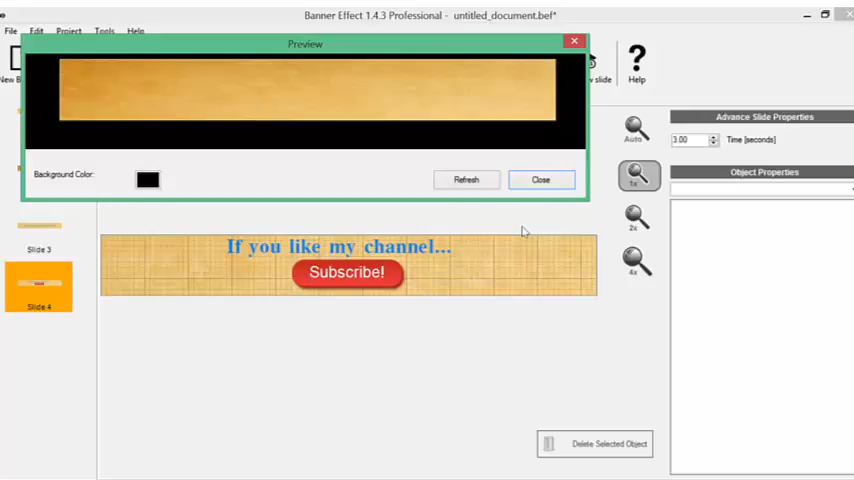 Banner Effect 1.4.3 Professional - untitled_document.bef*
File Edit Project Tools Help
Preview
New B
w slide
Help
Background Color:
Refresh
Close
Auto
1x
2x
4x
Advance Slide Properties
3.00
Time [seconds]
Object Properties
Slide 3
Slide 4
If you like my channel...
Subscribe!
Delete Selected Object